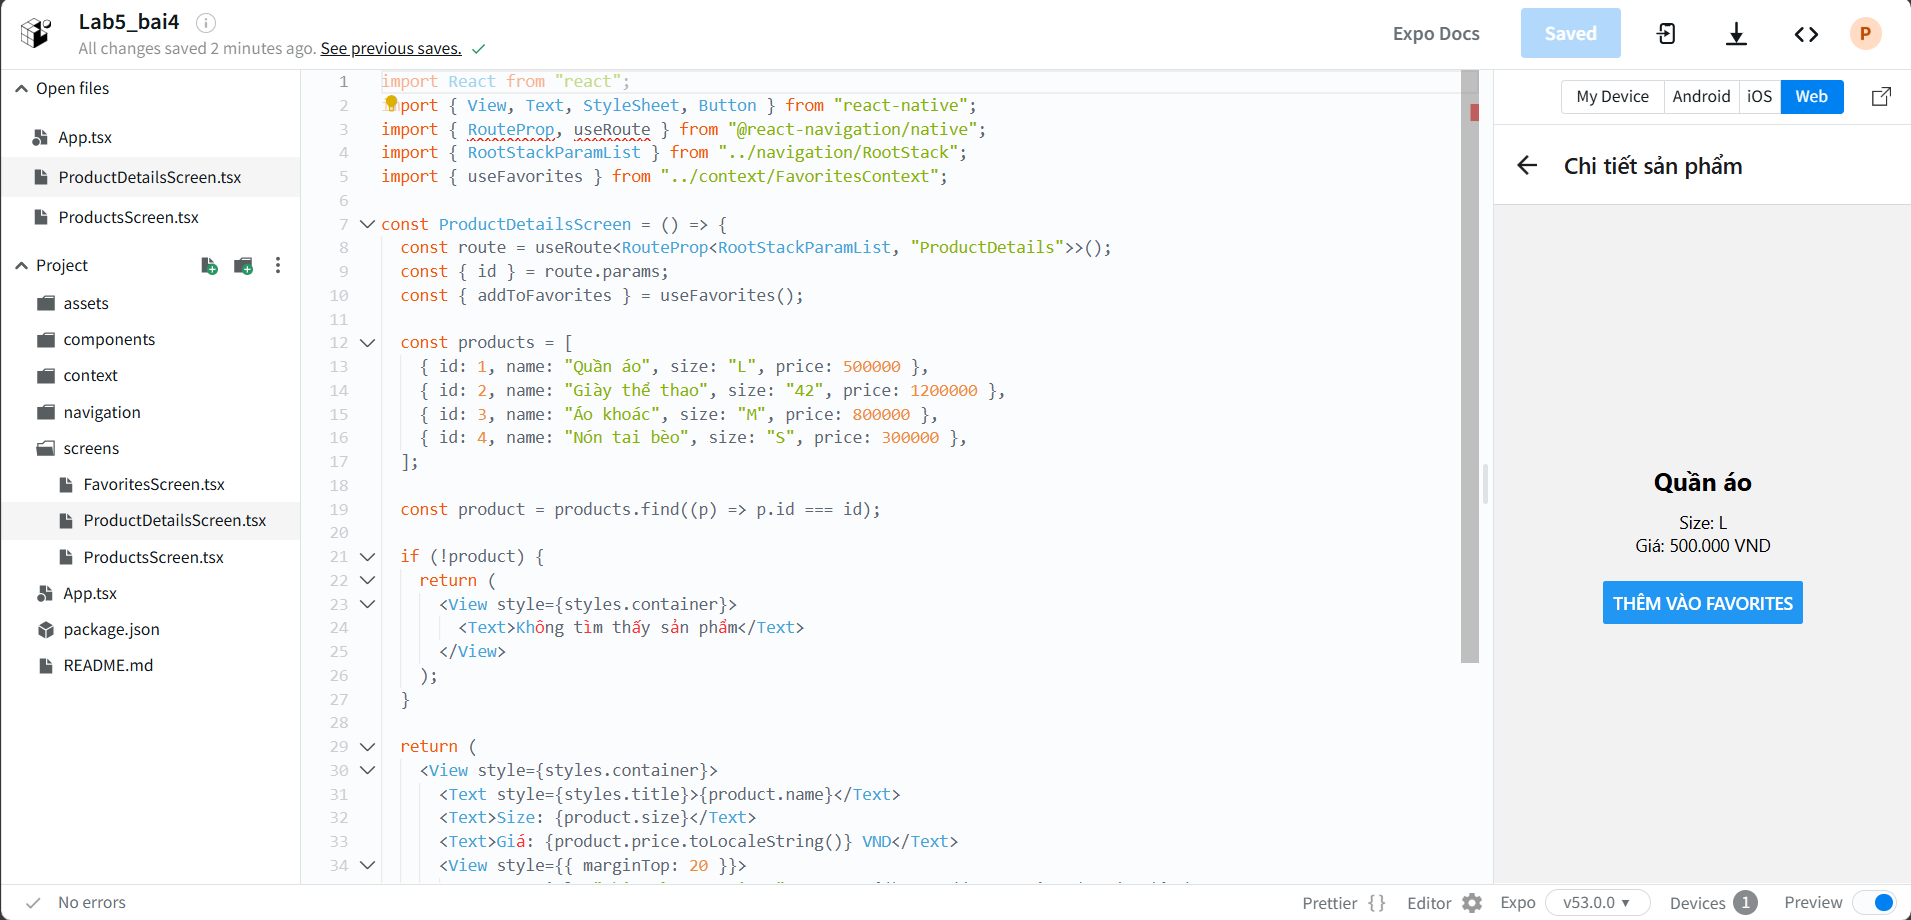 Lab5_bai4
All changes saved 2 minutes ago. See previous saves.
Expo Docs
Saved
P
Open files
App.tsx
ProductDetailsScreen.tsx
ProductsScreen.tsx
Project
assets
components
context
navigation
screens
FavoritesScreen.tsx
ProductDetailsScreen.tsx
ProductsScreen.tsx
App.tsx
package.json
README.md
1 import React from "react";
2 import { View, Text, StyleSheet, Button } from "react-native";
3 import { RouteProp, useRoute } from "@react-navigation/native";
4 import { RootStackParamList } from "../navigation/RootStack";
5 import { useFavorites } from "../context/FavoritesContext";
6
7 const ProductDetailsScreen = () => {
8 const route = useRoute<RouteProp<RootStackParamList, "ProductDetails">>();
9 const { id } = route.params;
10 const { addToFavorites } = useFavorites();
11
12 const products = [
13 { id: 1, name: "Quần áo", size: "L", price: 500000 },
14 { id: 2, name: "Giày thể thao", size: "42", price: 1200000 },
15 { id: 3, name: "Áo khoác", size: "M", price: 800000 },
16 { id: 4, name: "Nón tai bèo", size: "S", price: 300000 },
17 ];
18
19 const product = products.find((p) => p.id === id);
20
21 if (!product) {
22 return (
23 <View style={styles.container}>
24 <Text>Không tìm thấy sản phẩm</Text>
25 </View>
26 );
27 }
28
29 return (
30 <View style={styles.container}>
31 <Text style={styles.title}>{product.name}</Text>
32 <Text>Size: {product.size}</Text>
33 <Text>Giá: {product.price.toLocaleString()} VND</Text>
34 <View style={{ marginTop: 20 }}>
My Device
Android
iOS
Web
Chi tiết sản phẩm
Quần áo
Size: L
Giá: 500.000 VND
THÊM VÀO FAVORITES
No errors
Prettier {}
Editor
Expo
v53.0.0
Devices 1
Preview